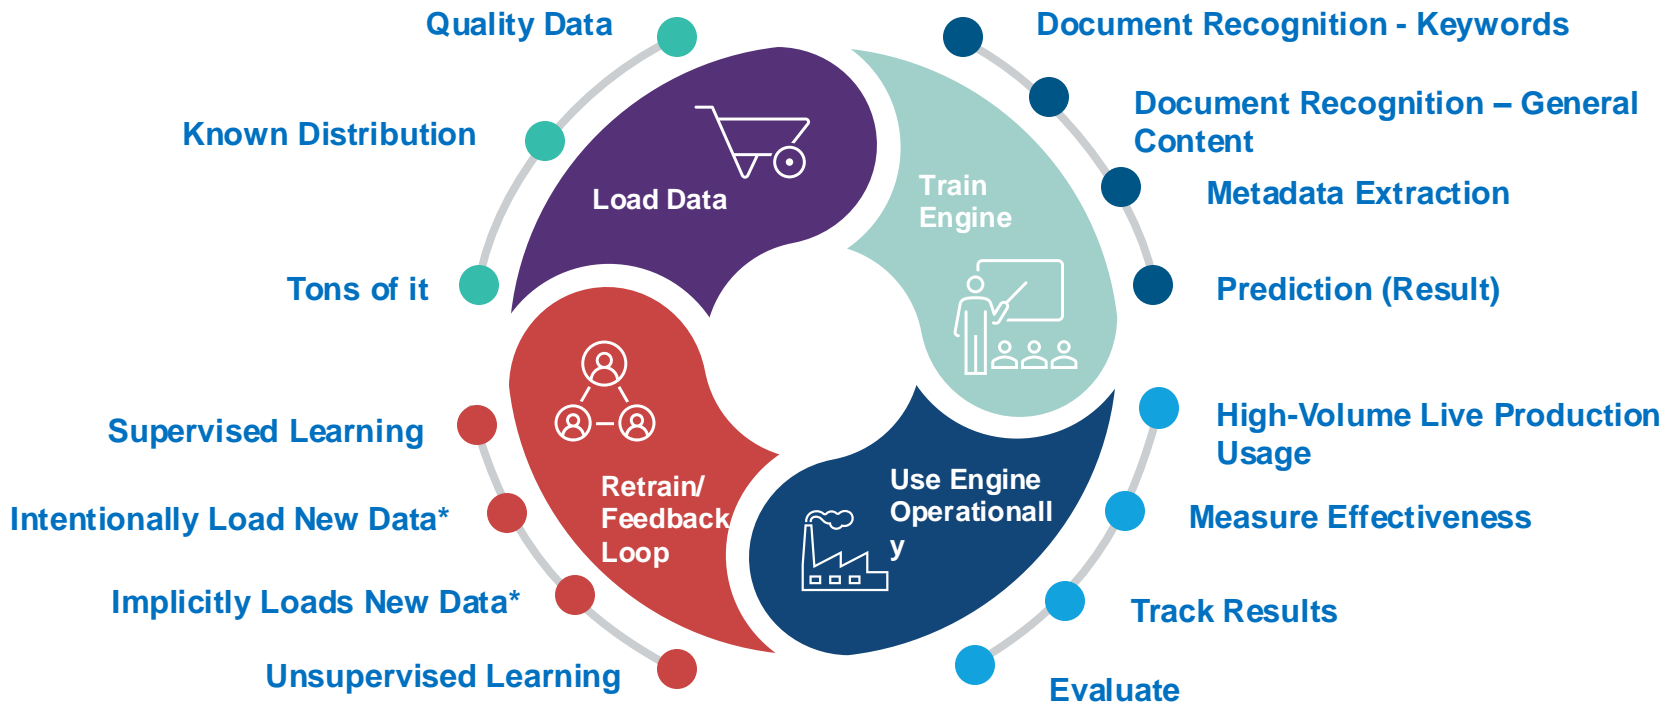 Quality Data
Known Distribution
Tons of it
Load Data
Document Recognition - Keywords
Document Recognition – General
Content
Metadata Extraction
Prediction (Result)
Train
Engine
High-Volume Live Production
Usage
Measure Effectiveness
Track Results
Evaluate
Use Engine
Operationall
y
Supervised Learning
Intentionally Load New Data*
Implicitly Loads New Data*
Unsupervised Learning
Retrain/
Feedback
Loop